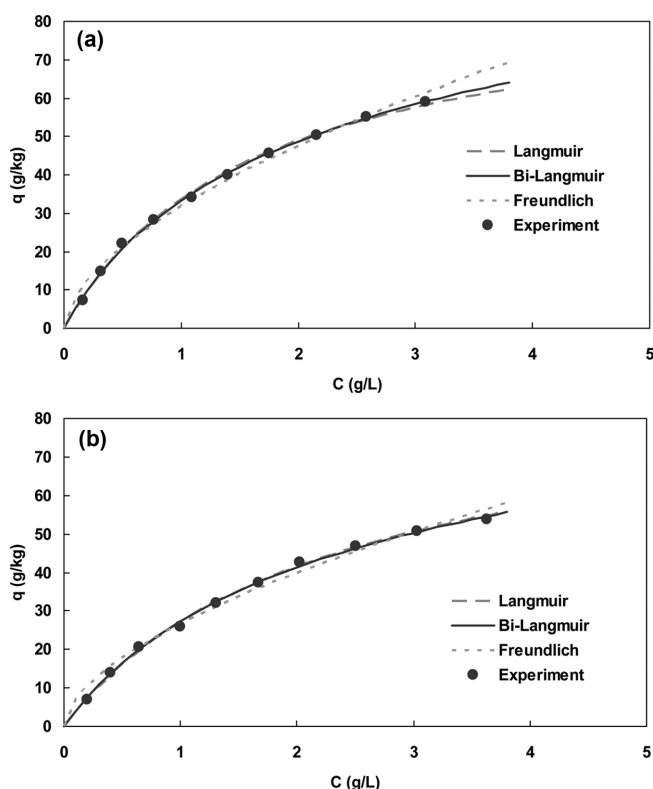 (a)
80
70
60
50
40
30
20
10
0
q (g/kg)
Langmuir
Bi-Langmuir
Freundlich
Experiment
0 1 2 3 4 5
C (g/L)
(b)
80
70
60
50
40
30
20
10
0
q (g/kg)
Langmuir
Bi-Langmuir
Freundlich
Experiment
0 1 2 3 4 5
C (g/L)